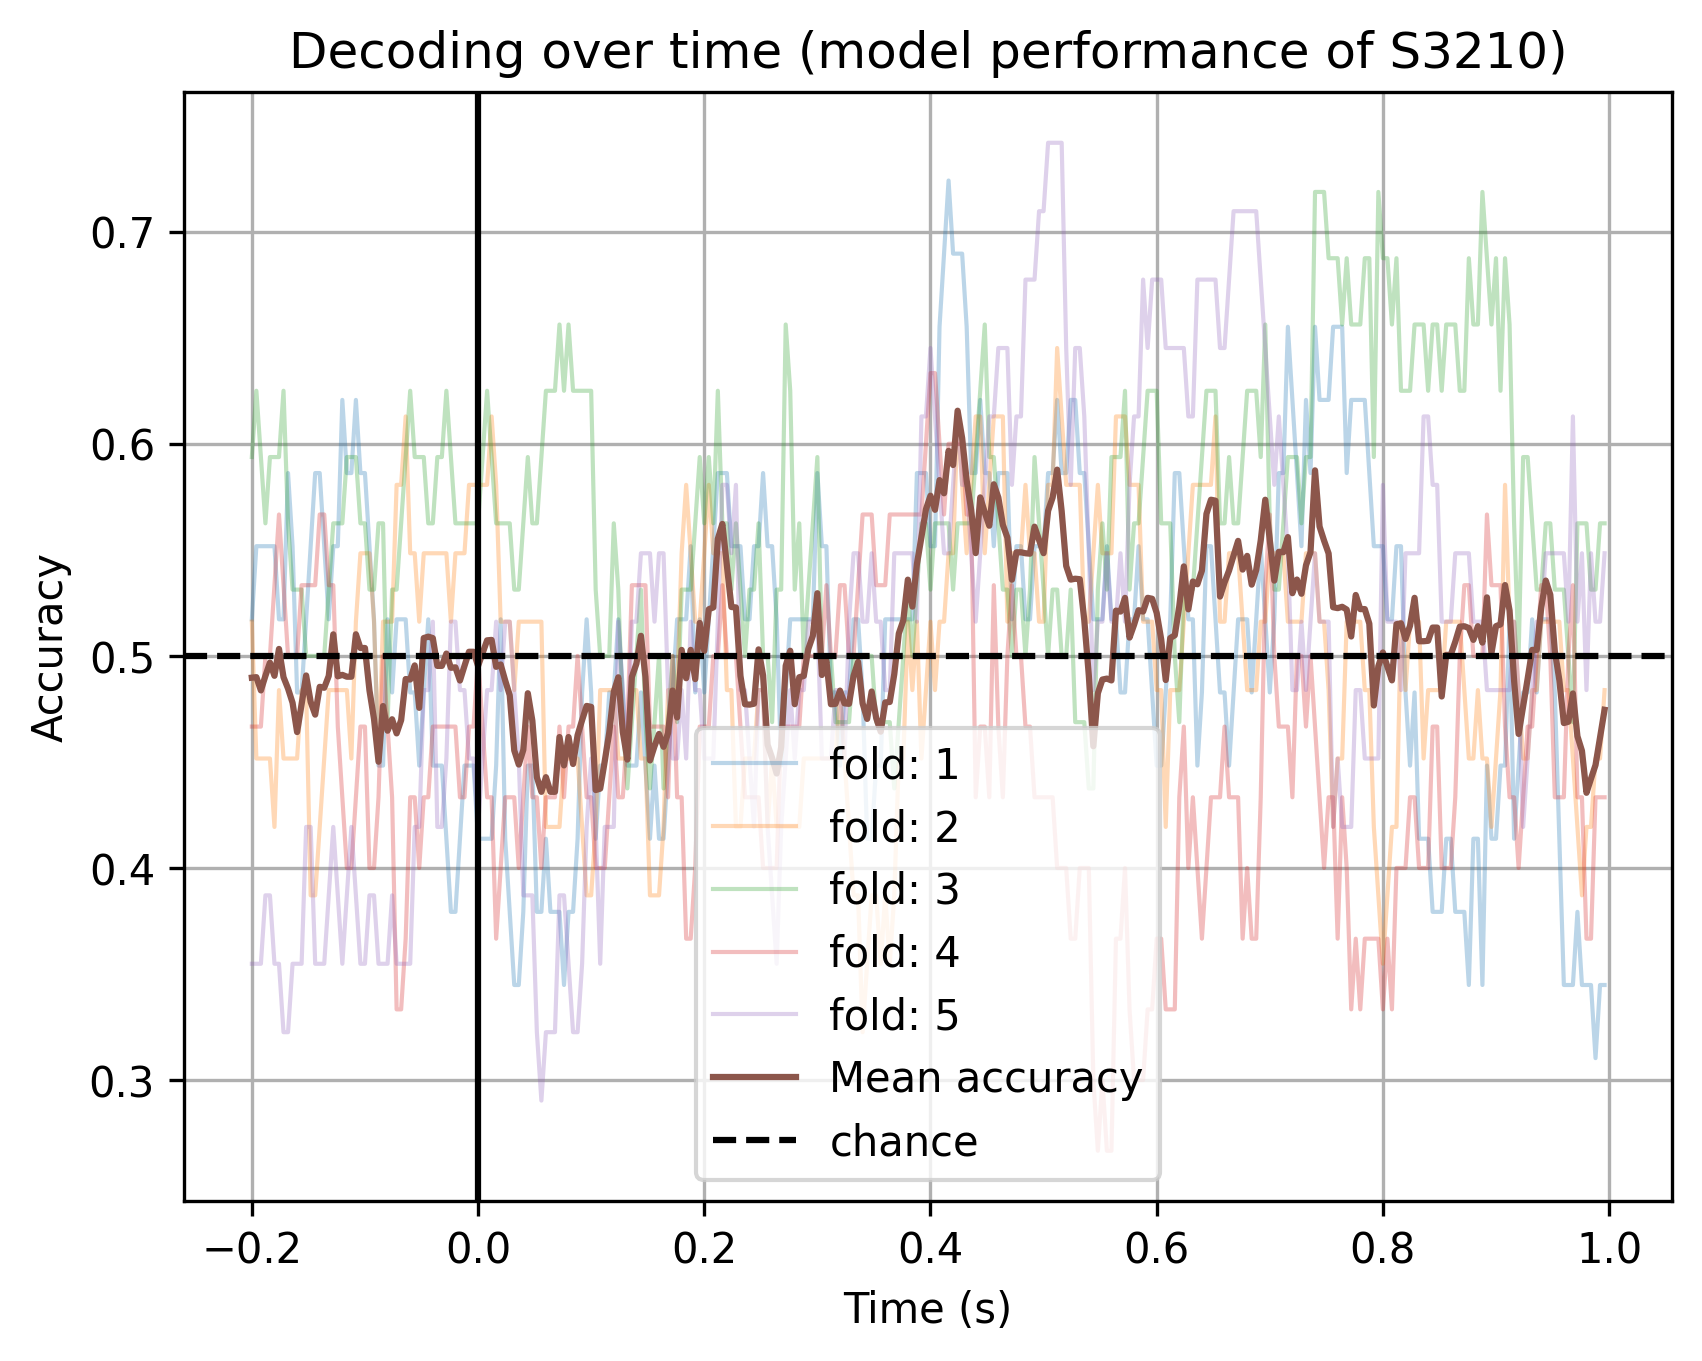 Decoding over time (model performance of S3210)
Accuracy
0.7
0.6
0.5
0.4
0.3
fold: 1
fold: 2
fold: 3
fold: 4
fold: 5
Mean accuracy
chance
−0.2 0.0 0.2 0.4 0.6 0.8 1.0
Time (s)